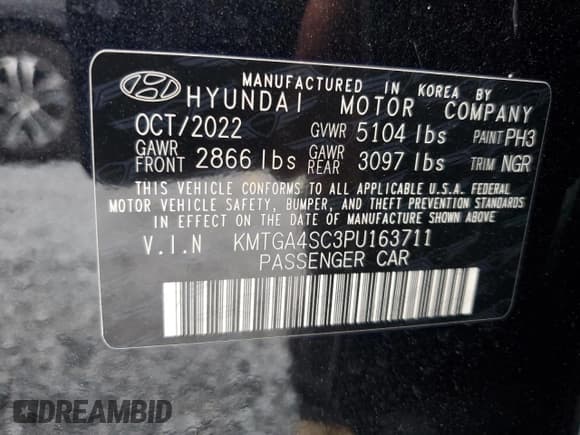 MANUFACTURED IN KOREA BY
HYUNDAI MOTOR COMPANY
OCT/2022 GVWR 5104 lbs PAINT PH3
GAWR FRONT 2866 lbs GAWR REAR 3097 lbs TRIM NGR
THIS VEHICLE CONFORMS TO ALL APPLICABLE U.S.A. FEDERAL
MOTOR VEHICLE SAFETY, BUMPER, AND THEFT PREVENTION STANDARDS
IN EFFECT ON THE DATE OF MANUFACTURE SHOWN ABOVE
V.I.N KMTGA4SC3PU163711
PASSENGER CAR
DREAMBID